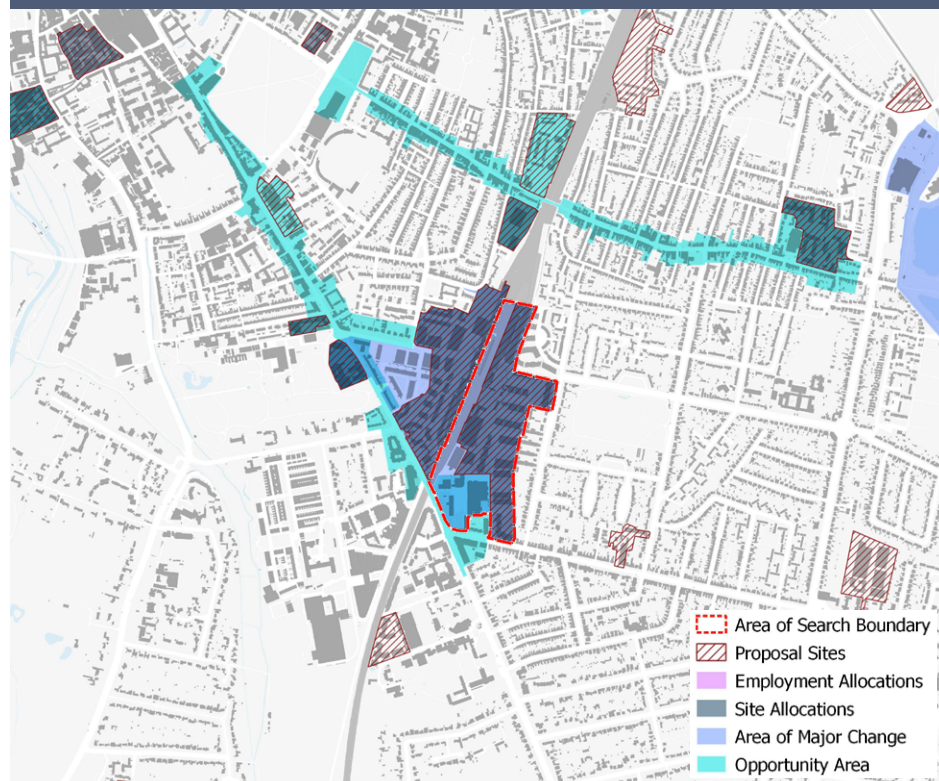 Area of Search Boundary
Proposal Sites
Employment Allocations
Site Allocations
Area of Major Change
Opportunity Area